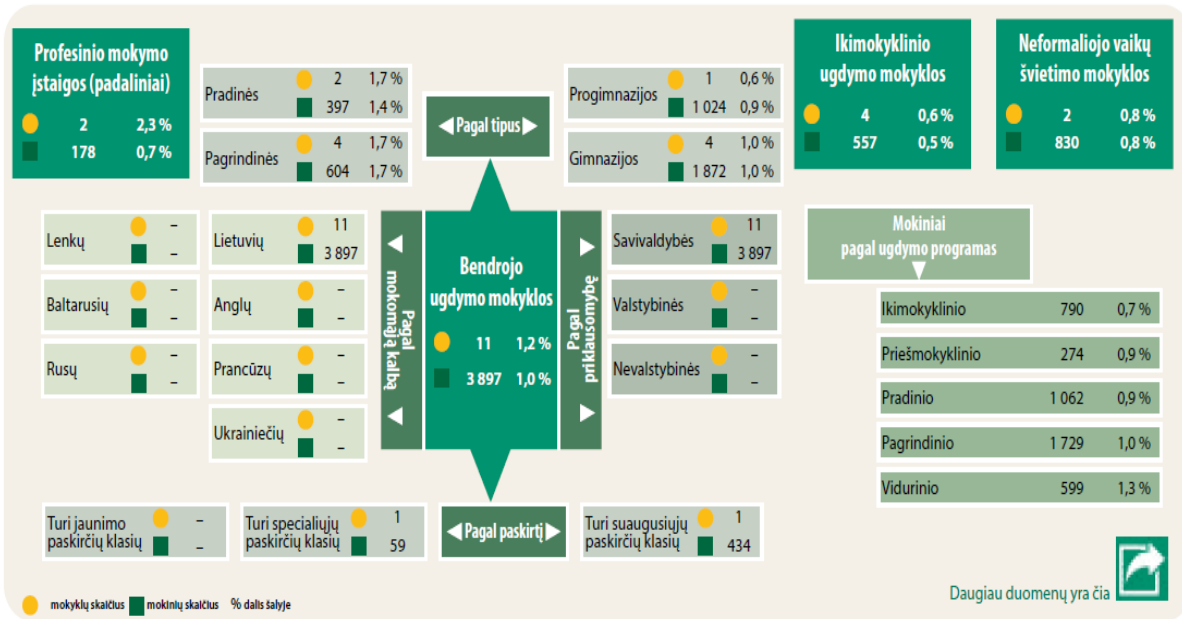 Profesinio mokymo
įstaigos (padaliniai)
2 2,3 %
178 0,7 %
Pradinės 2 1,7 %
397 1,4 %
Pagrindinės 4 1,7 %
604 1,7 %
Pagal tipus
Progimnazijos 1 0,6 %
1 024 0,9 %
Gimnazijos 4 1,0 %
1 872 1,0 %
Ikimokyklinio
ugdymo mokyklos
4 0,6 %
557 0,5 %
Neformaliojo vaikų
švietimo mokyklos
2 0,8 %
830 0,8 %
Lenkų –
–
Baltarusių –
–
Rusų –
–
Lietuvių 11
3 897
Anglų –
–
Prancūzų –
–
Ukrainiečių –
–
Pagal
mokomąją kalbą
Bendrojo
ugdymo mokyklos
11 1,2 %
3 897 1,0 %
Pagal
priklausomybę
Savivaldybės 11
3 897
Valstybinės –
–
Nevalstybinės –
–
Mokiniai
pagal ugdymo programas
Ikimokyklinio 790 0,7 %
Priešmokyklinio 274 0,9 %
Pradinio 1 062 0,9 %
Pagrindinio 1 729 1,0 %
Vidurinio 599 1,3 %
Turi jaunimo –
paskirčių klasių –
Turi specialiųjų 1
paskirčių klasių 59
Pagal paskirtį
Turi suaugusiųjų 1
paskirčių klasių 434
Daugiau duomenų yra čia
mokyklų skaičius mokinių skaičius % dalis šalyje